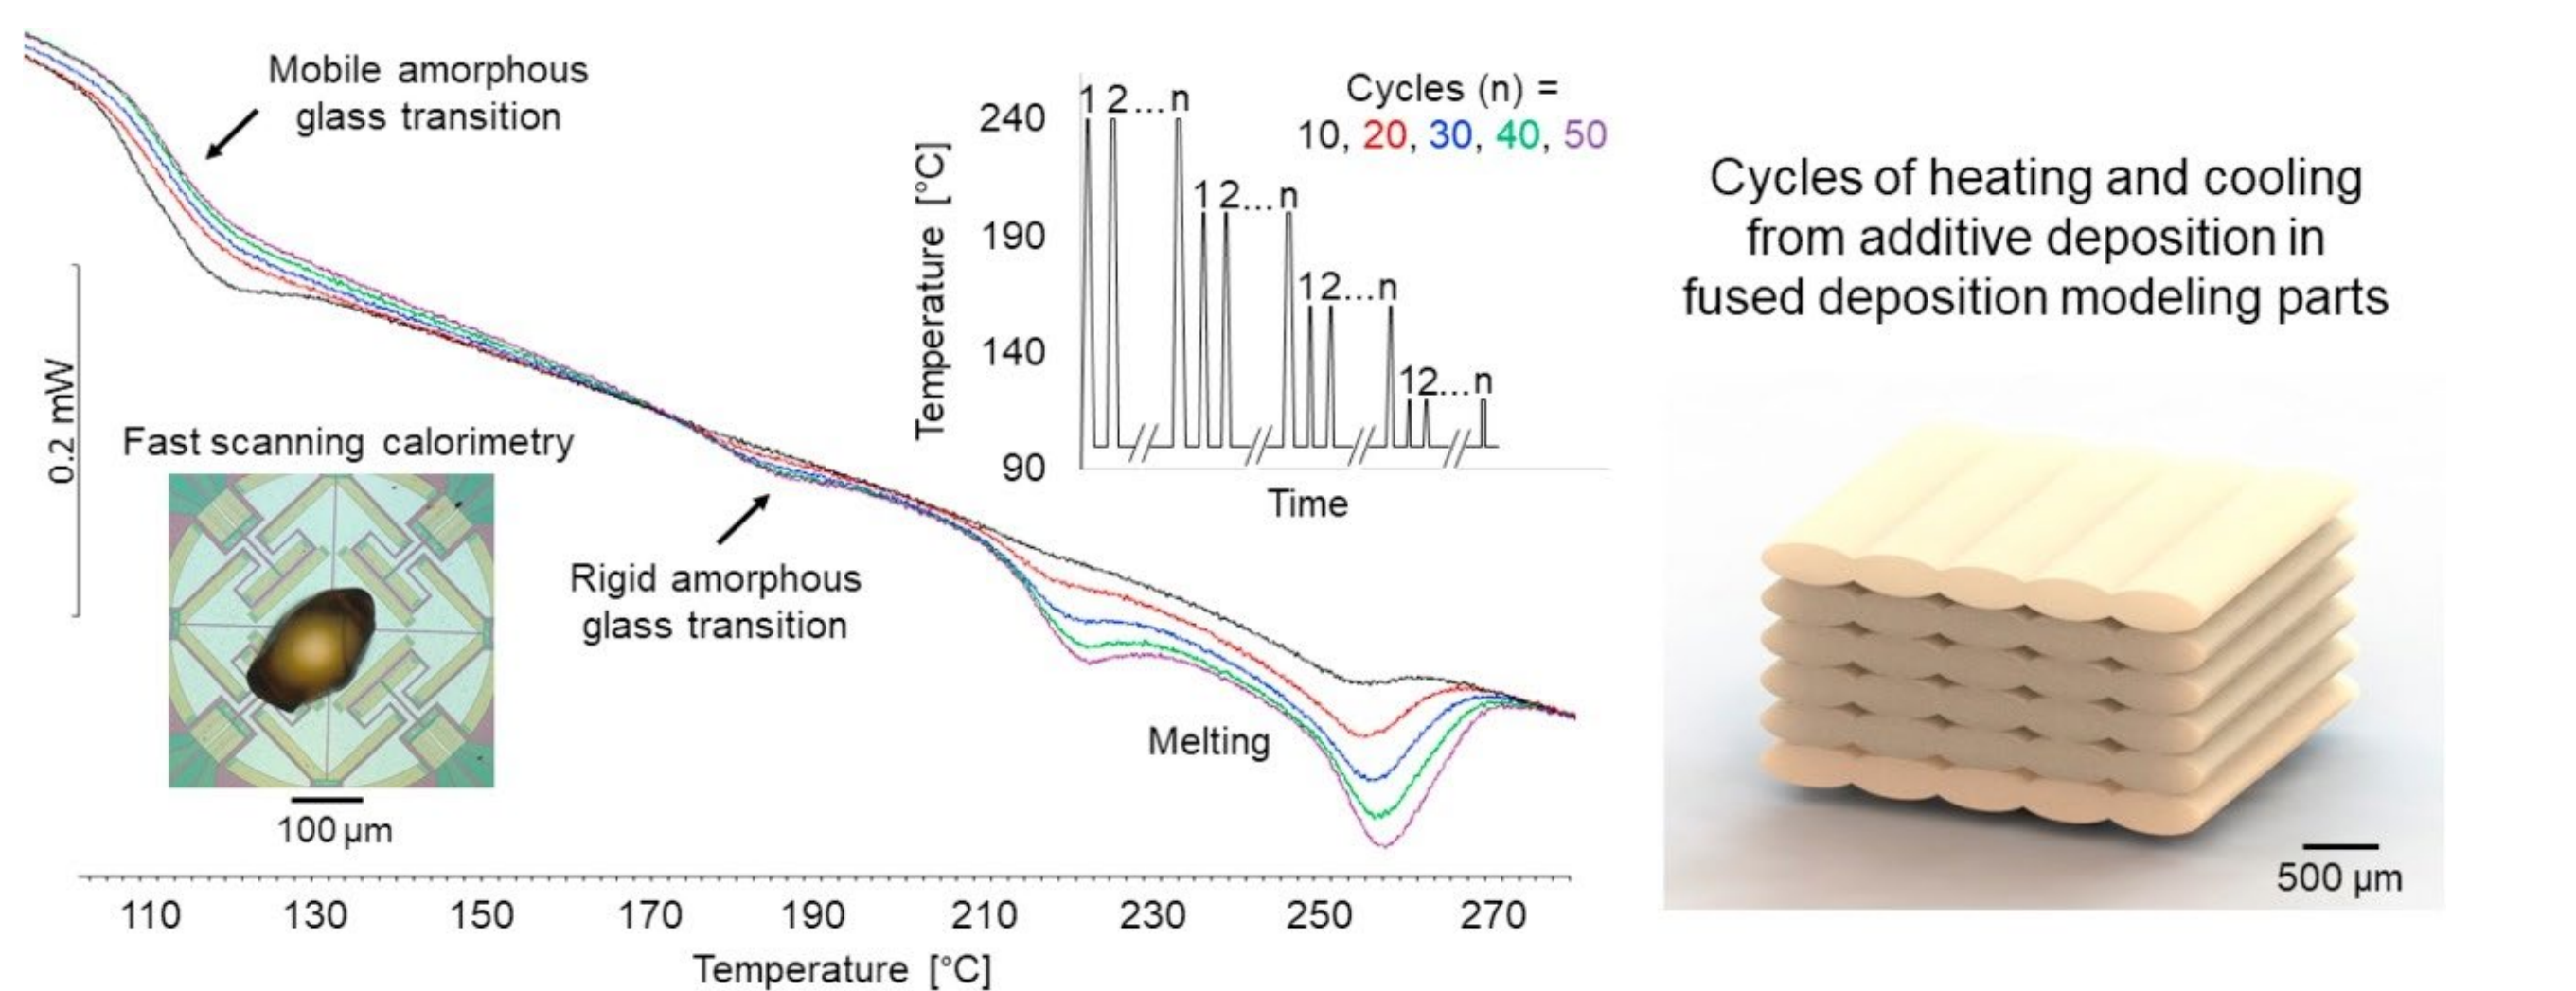 Mobile amorphous
glass transition
0.2 mW
Fast scanning calorimetry
100 µm
Rigid amorphous
glass transition
Melting
110 130 150 170 190 210 230 250 270
Temperature [°C]
Cycles (n) =
10, 20, 30, 40, 50
Temperature [°C]
240
190
140
90
1 2...n
1 2...n
12...n
12...n
Time
Cycles of heating and cooling
from additive deposition in
fused deposition modeling parts
500 µm